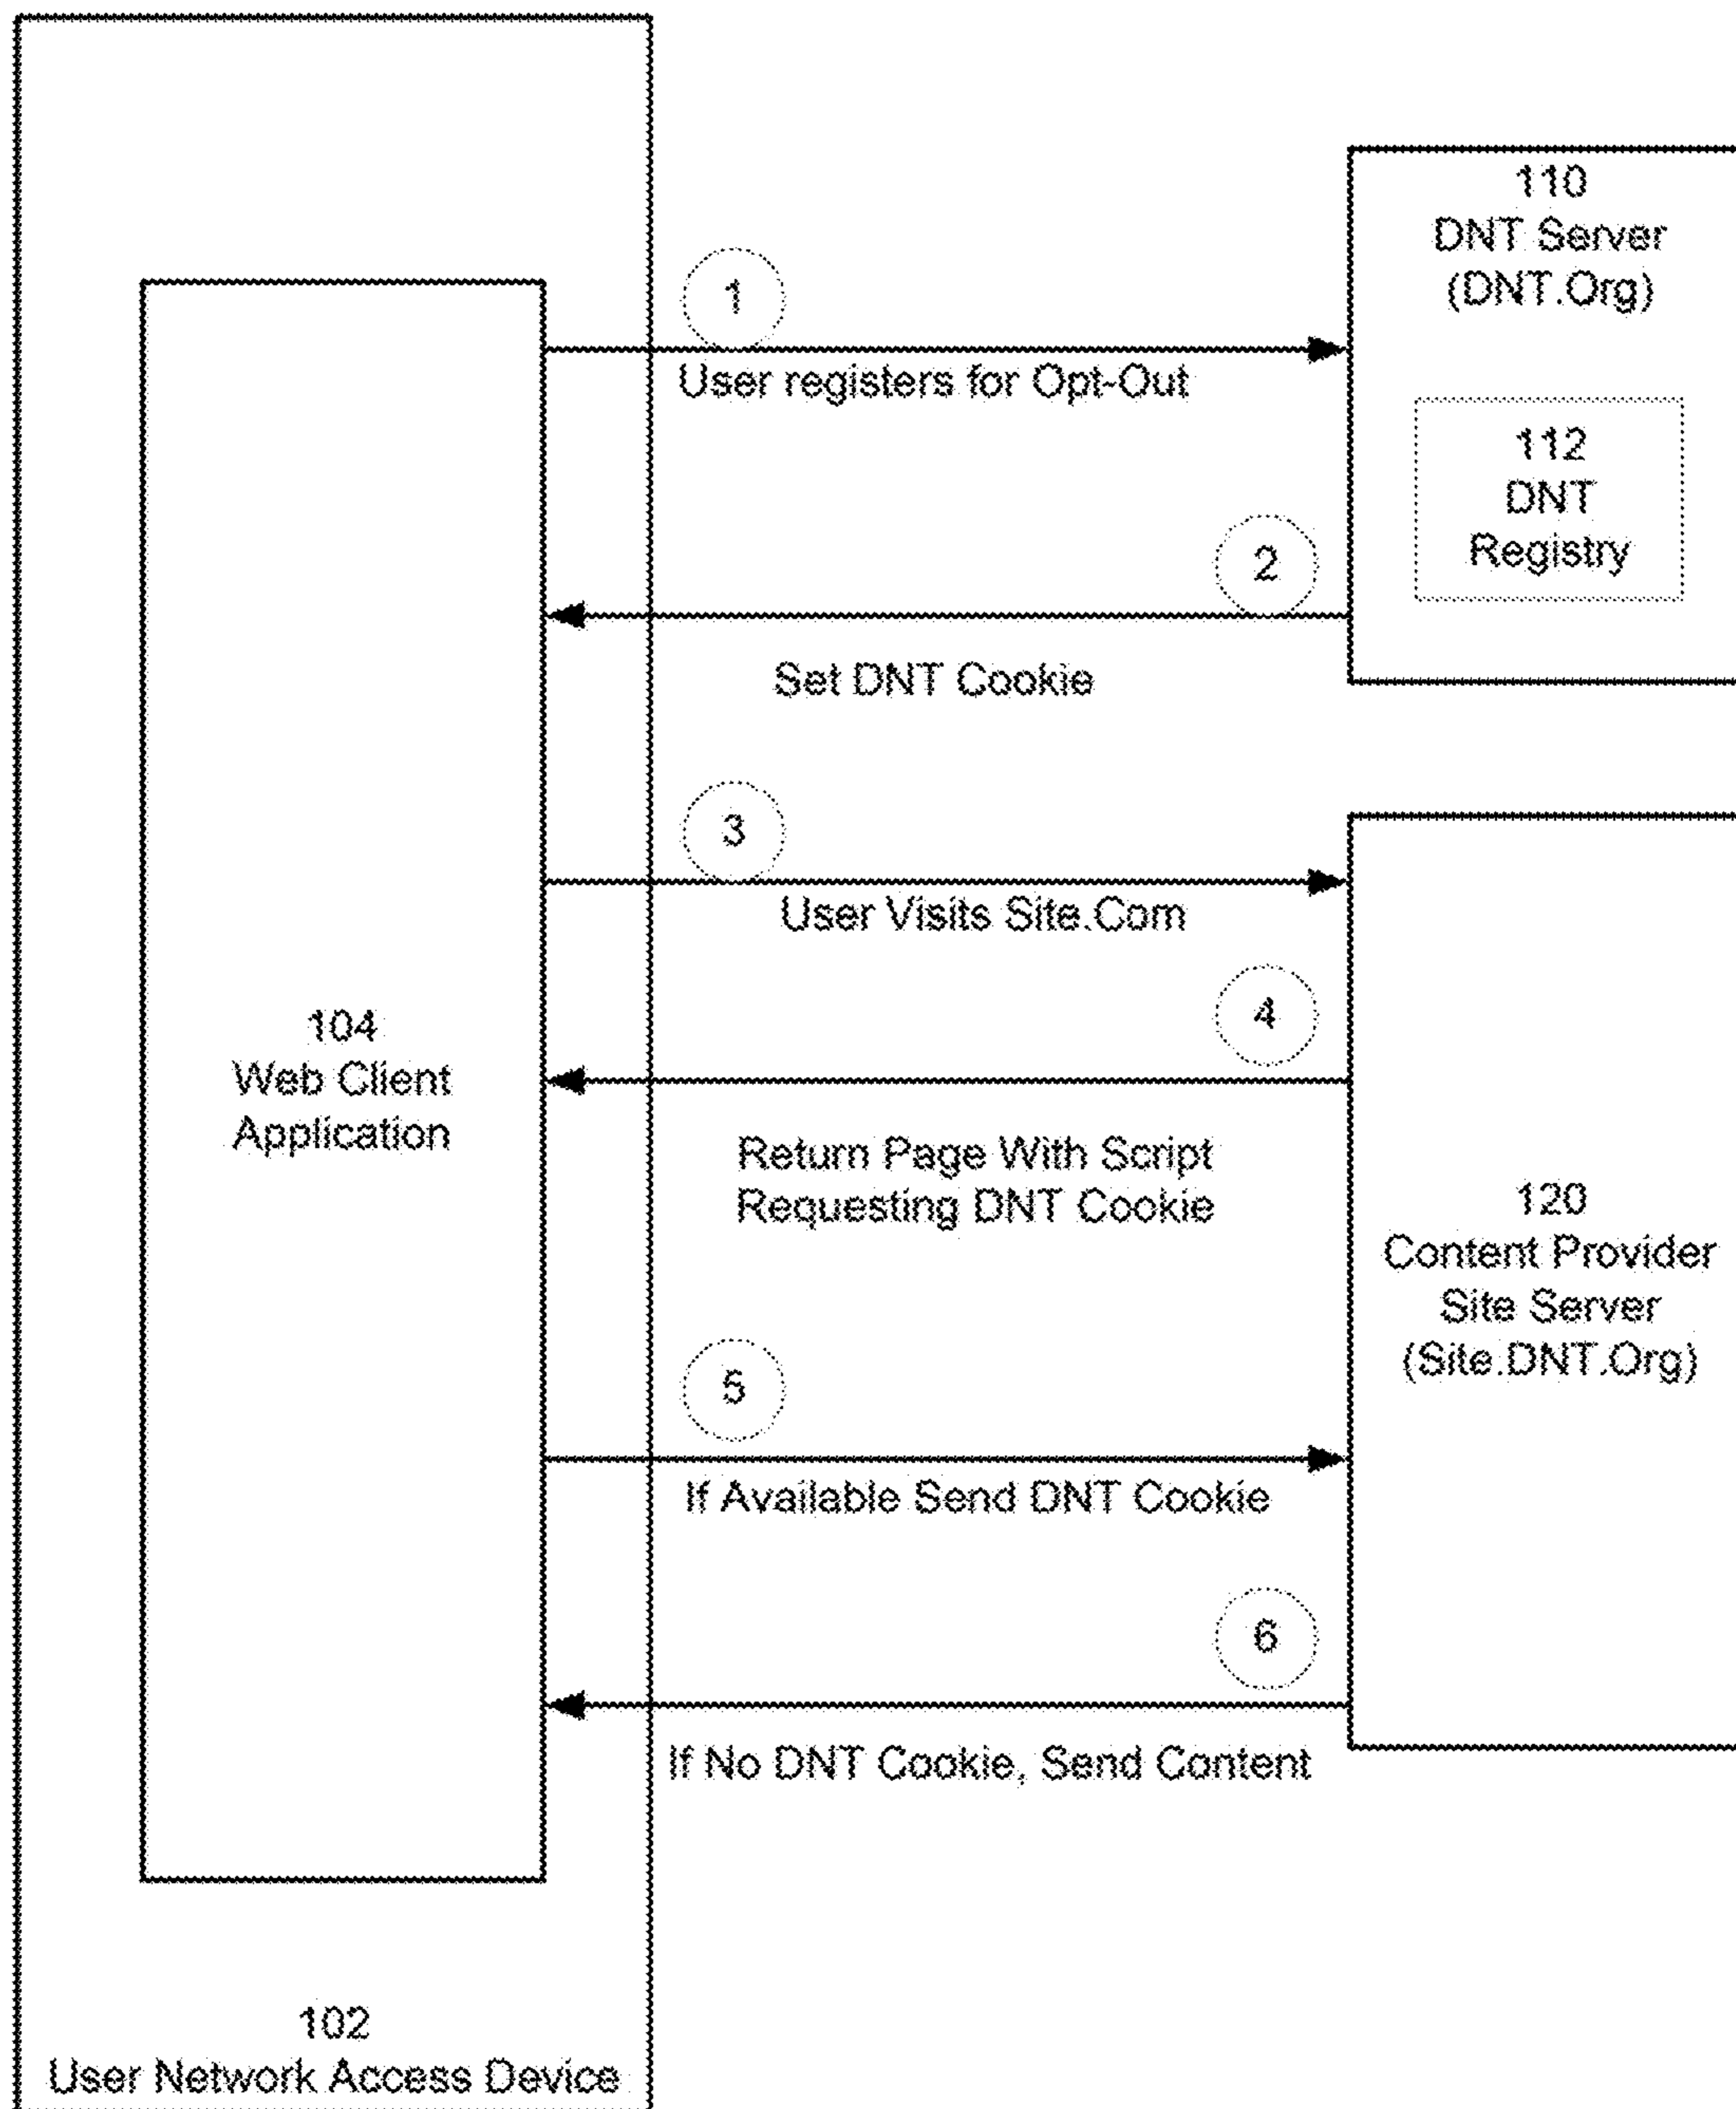 110
DNT Server
(DNT.Org)
1
User registers for Opt-Out
112
DNT
Registry
2
Set DNT Cookie
3
User Visits Site.Com
4
104
Web Client
Application
Return Page With Script
Requesting DNT Cookie
120
Content Provider
Site Server
(Site.DNT.Org)
5
If Available Send DNT Cookie
6
If No DNT Cookie, Send Content
102
User Network Access Device